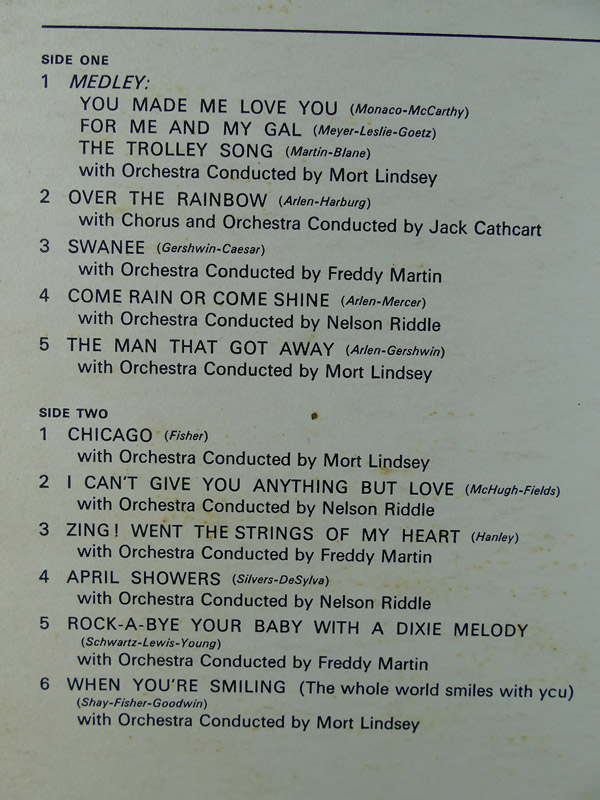 SIDE ONE
1 MEDLEY:
YOU MADE ME LOVE YOU (Monaco-McCarthy)
FOR ME AND MY GAL (Meyer-Leslie-Goetz)
THE TROLLEY SONG (Martin-Blane)
with Orchestra Conducted by Mort Lindsey
2 OVER THE RAINBOW (Arlen-Harburg)
with Chorus and Orchestra Conducted by Jack Cathcart
3 SWANEE (Gershwin-Caesar)
with Orchestra Conducted by Freddy Martin
4 COME RAIN OR COME SHINE (Arlen-Mercer)
with Orchestra Conducted by Nelson Riddle
5 THE MAN THAT GOT AWAY (Arlen-Gershwin)
with Orchestra Conducted by Mort Lindsey
SIDE TWO
1 CHICAGO (Fisher)
with Orchestra Conducted by Mort Lindsey
2 I CAN'T GIVE YOU ANYTHING BUT LOVE (McHugh-Fields)
with Orchestra Conducted by Nelson Riddle
3 ZING! WENT THE STRINGS OF MY HEART (Hanley)
with Orchestra Conducted by Freddy Martin
4 APRIL SHOWERS (Silvers-DeSylva)
with Orchestra Conducted by Nelson Riddle
5 ROCK-A-BYE YOUR BABY WITH A DIXIE MELODY
(Schwartz-Lewis-Young)
with Orchestra Conducted by Freddy Martin
6 WHEN YOU'RE SMILING (The whole world smiles with ycu)
(Shay-Fisher-Goodwin)
with Orchestra Conducted by Mort Lindsey